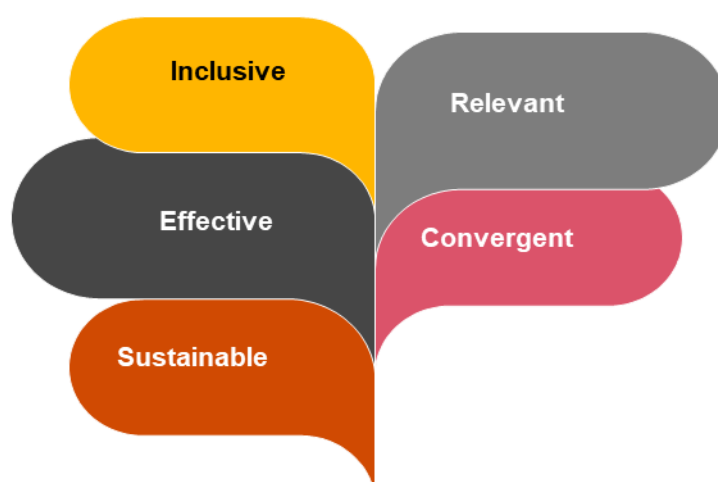 Inclusive
Relevant
Effective
Convergent
Sustainable